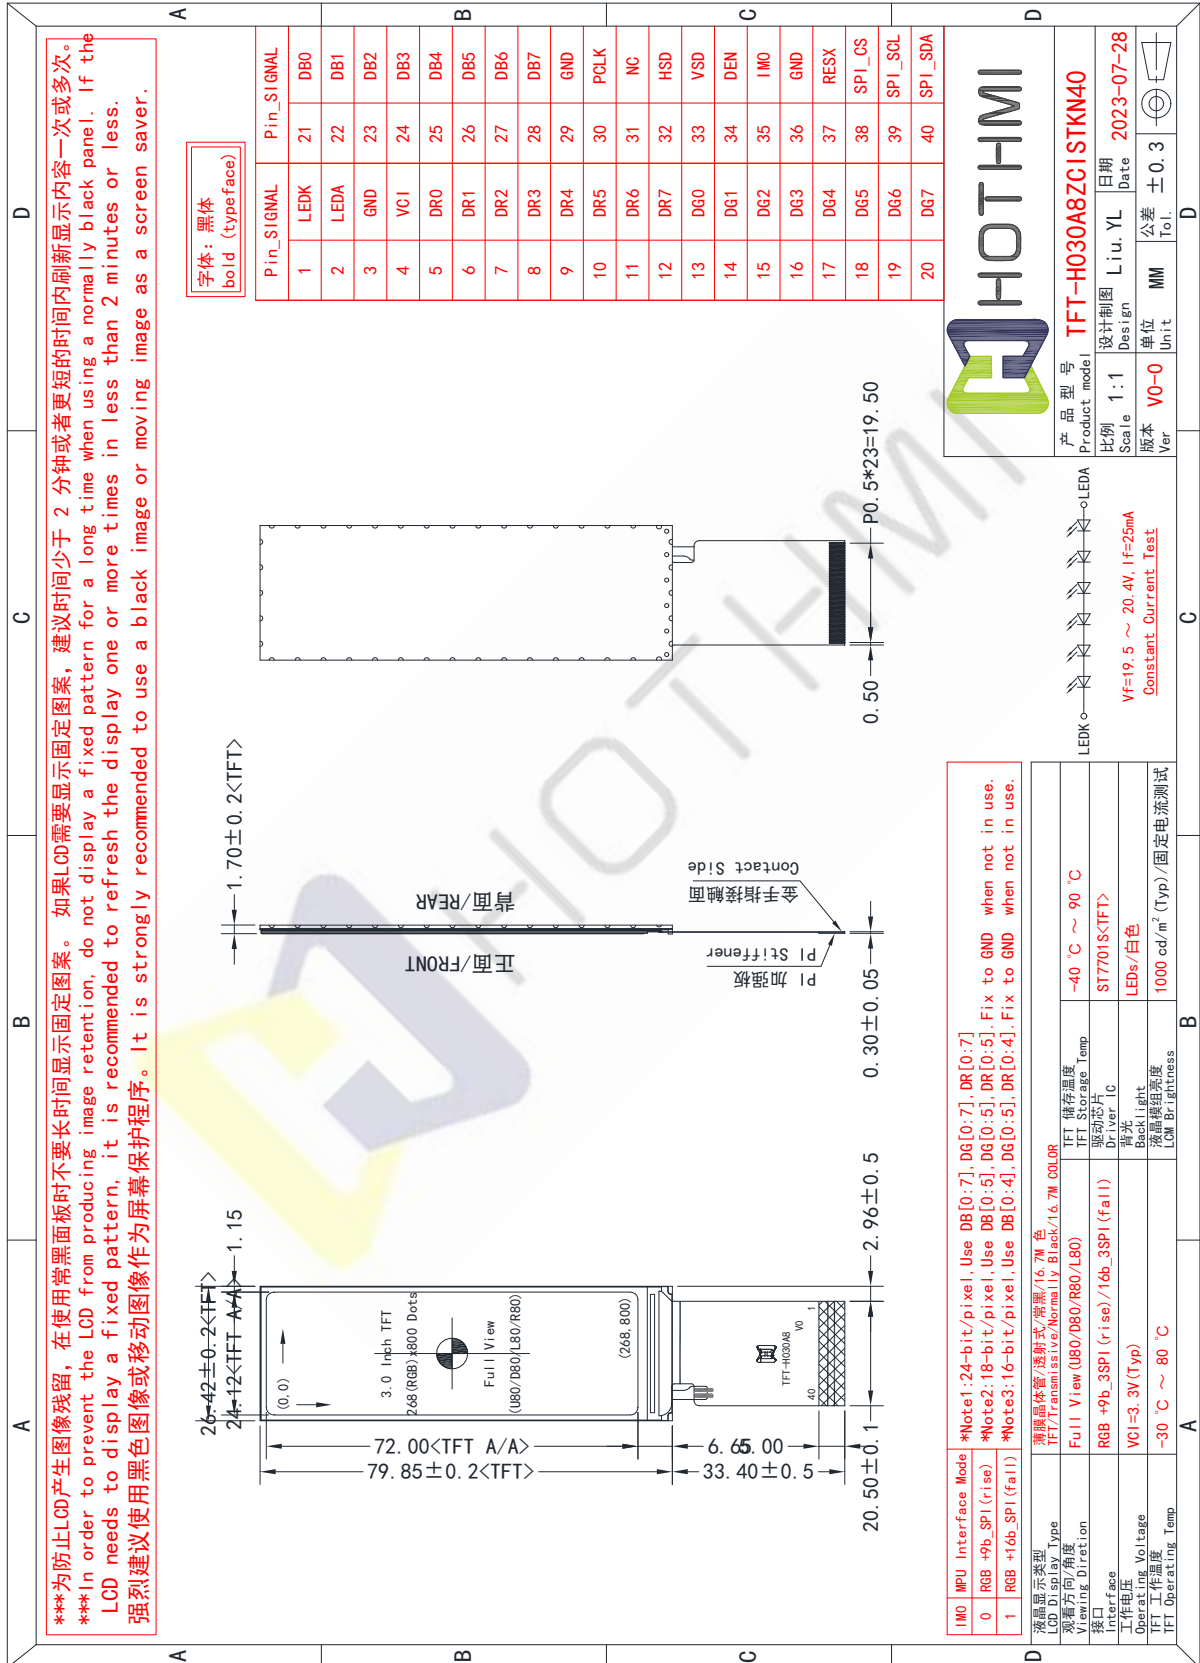 ***为防止LCD产生图像残留，在使用常黑面板时不要长时间显示固定图案。 如果LCD需要显示固定图案，建议时间少于 2 分钟或者更短的时间内刷新显示内容一次或多次。
***In order to prevent the LCD from producing image retention, do not display a fixed pattern for a long time when using a normally black panel. If the
LCD needs to display a fixed pattern, it is recommended to refresh the display one or more times in less than 2 minutes or less.
强烈建议使用黑色图像或移动图像作为屏幕保护程序。It is strongly recommended to use a black image or moving image as a screen saver.
字体: 黑体
bold (typeface)
Pin_SIGNAL Pin_SIGNAL
1 LEDK 21 DB0
2 LEDA 22 DB1
3 GND 23 DB2
4 VCI 24 DB3
5 DR0 25 DB4
6 DR1 26 DB5
7 DR2 27 DB6
8 DR3 28 DB7
9 DR4 29 GND
10 DR5 30 PCLK
11 DR6 31 NC
12 DR7 32 HSD
13 DG0 33 VSD
14 DG1 34 DEN
15 DG2 35 IM0
16 DG3 36 GND
17 DG4 37 RESX
18 DG5 38 SPI_CS
19 DG6 39 SPI_SCL
20 DG7 40 SPI_SDA
26.42±0.2<TFT>
24.12<TFT A/A>
1.15
(0,0)
3.0 Inch TFT
268(RGB)x800 Dots
Full View
(U80/D80/L80/R80)
(268,800)
TFT-H030A8
V0
40
1
72.00<TFT A/A>
79.85±0.2<TFT>
6.65
5.00
33.40±0.5
20.50±0.1
2.96±0.5
1.70±0.2<TFT>
背面/REAR
正面/FRONT
金手指接触面
Contact Side
PI 加强板
PI Stiffener
0.30±0.05
0.50
P0.5*23=19.50
HOTHMI
LEDK
LEDA
Vf=19.5 ～ 20.4V,If=25mA
Constant Current Test
IM0 MPU Interface Mode
0 RGB +9b_SPI(rise)
1 RGB +16b_SPI(fall)
*Note1:24-bit/pixel,Use DB[0:7],DG[0:7],DR[0:7]
*Note2:18-bit/pixel,Use DB[0:5],DG[0:5],DR[0:5].Fix to GND when not in use.
*Note3:16-bit/pixel,Use DB[0:4],DG[0:5],DR[0:4].Fix to GND when not in use.
液晶显示类型
LCD Display Type
薄膜晶体管/透射式/常黑/16.7M 色
TFT/Transmissive/Normally Black/16.7M COLOR
观看方向/角度
Viewing Diretion
Full View(U80/D80/R80/L80)
TFT 储存温度
TFT Storage Temp
-40 ℃ ～ 90 ℃
接口
Interface
RGB +9b_3SPI(rise)/16b_3SPI(fall)
驱动芯片
Driver IC
ST7701S<TFT>
工作电压
Operating Voltage
VCI=3.3V(Typ)
背光
Backlight
LEDs/白色
TFT 工作温度
TFT Operating Temp
-30 ℃ ～ 80 ℃
液晶模组亮度
LCM Brightness
1000 cd/m² (Typ)/固定电流测试
HOTHMI
产 品 型 号
Product model
TFT-H030A8ZCISTKN40
比例
Scale
1:1
设计制图
Design
Liu.YL
日期
Date
2023-07-28
版本
Ver
V0-0
单位
Unit
MM
公差
Tol.
±0.3
A
B
C
D
A
B
C
D
A
B
C
D
A
B
C
D